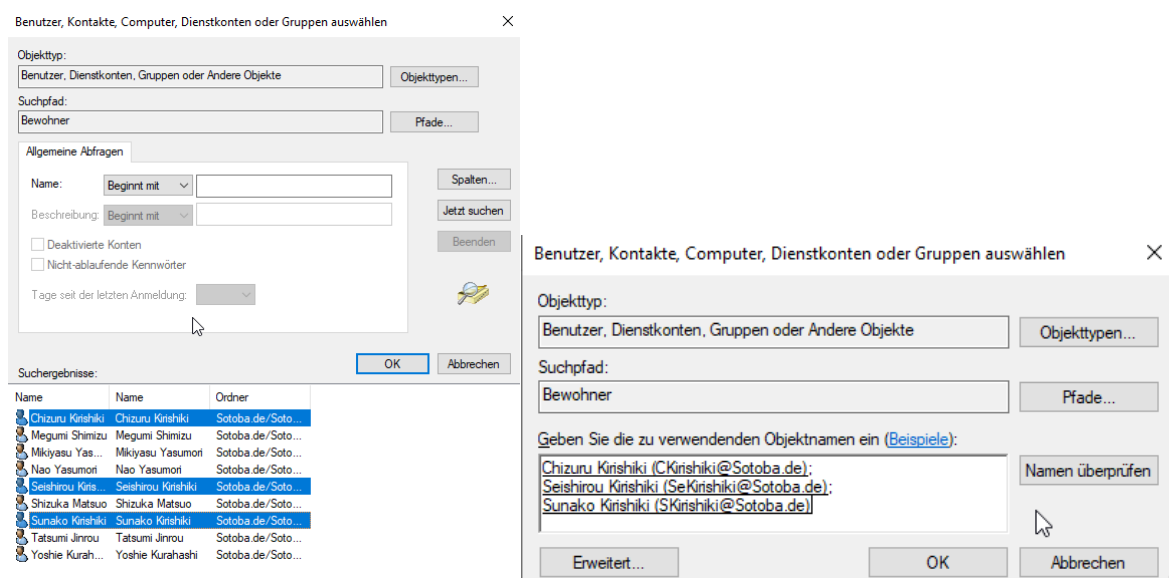 Benutzer, Kontakte, Computer, Dienstkonten oder Gruppen auswählen
Objekttyp:
Benutzer, Dienstkonten, Gruppen oder Andere Objekte Objekttypen...
Suchpfad:
Bewohner Pfade...
Allgemeine Abfragen
Name: Beginnt mit Spalten...
Beschreibung: Beginnt mit Jetzt suchen
Deaktivierte Konten Beenden
Nicht-ablaufende Kennwörter
Tage seit der letzten Anmeldung:
OK Abbrechen
Suchergebnisse:
Name Name Ordner
Chizuru Kirishiki Chizuru Kirishiki Sotoba.de/Soto...
Megumi Shimizu Megumi Shimizu Sotoba.de/Soto...
Mikiyasu Yas... Mikiyasu Yasumori Sotoba.de/Soto...
Nao Yasumori Nao Yasumori Sotoba.de/Soto...
Seishirou Kiris... Seishirou Kirishiki Sotoba.de/Soto...
Shizuka Matsuo Shizuka Matsuo Sotoba.de/Soto...
Sunako Kirishiki Sunako Kirishiki Sotoba.de/Soto...
Tatsumi Jinrou Tatsumi Jinrou Sotoba.de/Soto...
Yoshie Kurah... Yoshie Kurahashi Sotoba.de/Soto...
Benutzer, Kontakte, Computer, Dienstkonten oder Gruppen auswählen
Objekttyp:
Benutzer, Dienstkonten, Gruppen oder Andere Objekte Objekttypen...
Suchpfad:
Bewohner Pfade...
Geben Sie die zu verwendenden Objektnamen ein (Beispiele):
Chizuru Kirishiki (CKirishiki@Sotoba.de); Namen überprüfen
Seishirou Kirishiki (SeKirishiki@Sotoba.de);
Sunako Kirishiki (SKirishiki@Sotoba.de)
Erweitert... OK Abbrechen